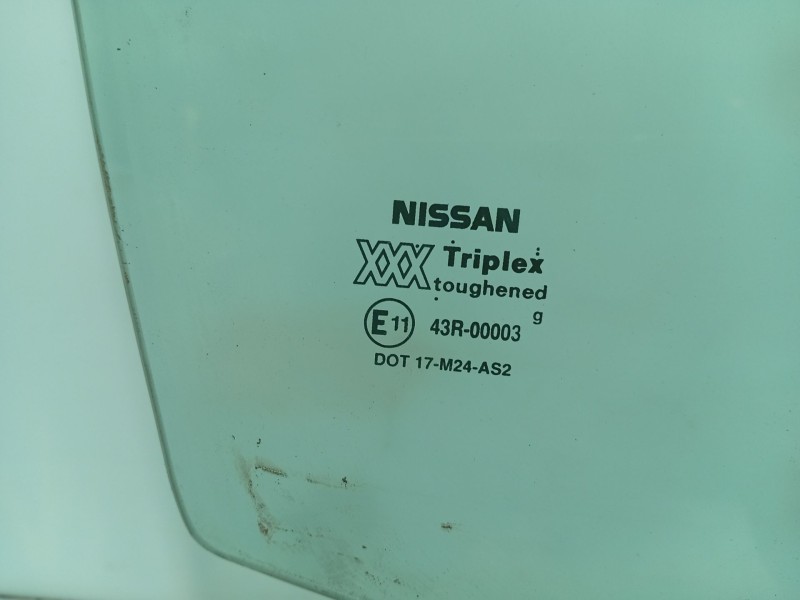 NISSAN
XXX Triplex
toughened
g
E11 43R-00003
DOT 17-M24-AS2